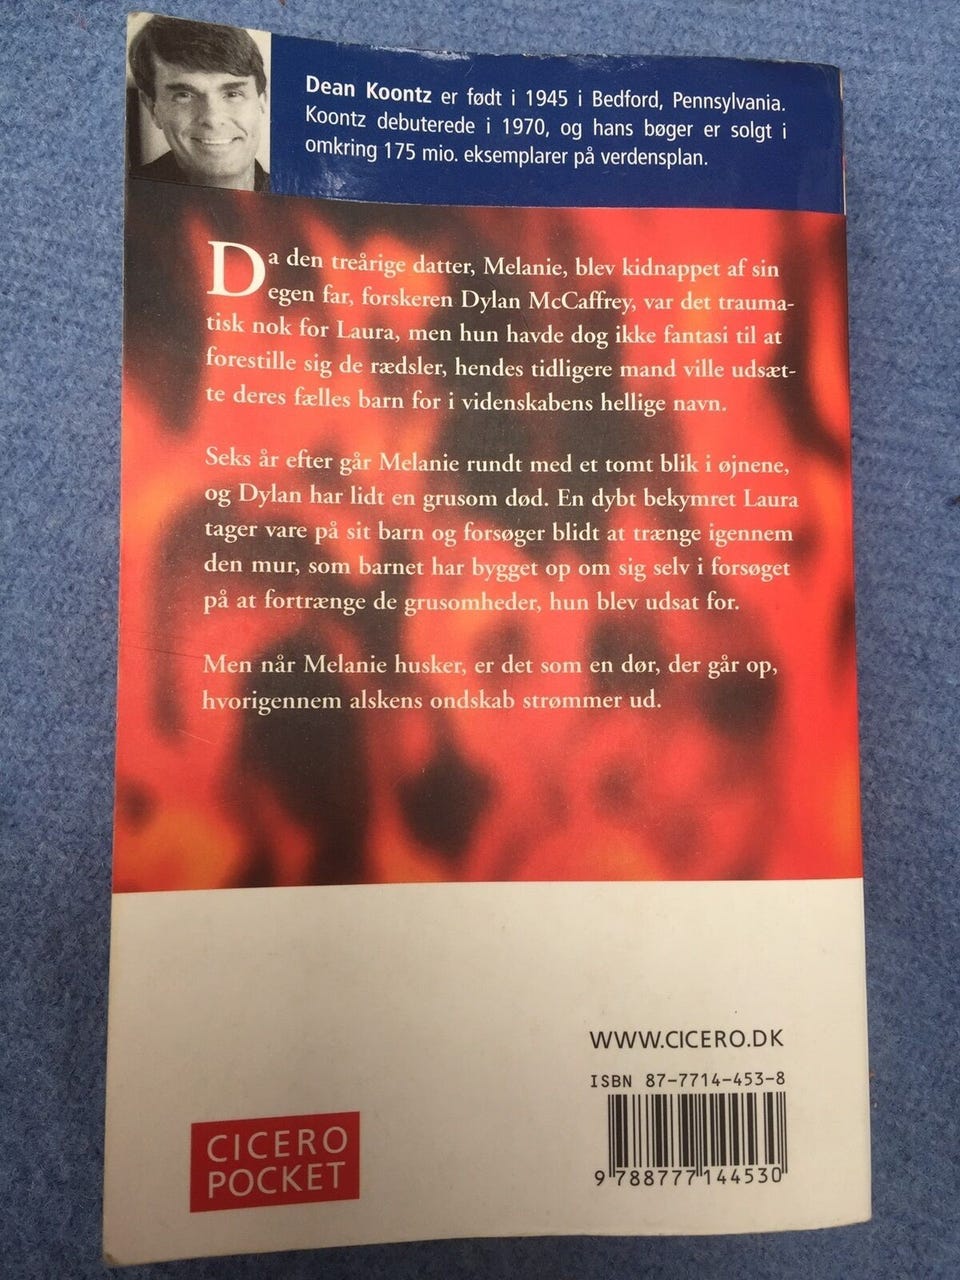 Dean Koontz er født i 1945 i Bedford, Pennsylvania.
Koontz debuterede i 1970, og hans bøger er solgt i
omkring 175 mio. eksemplarer på verdensplan.
Da den treårige datter, Melanie, blev kidnappet af sin
egen far, forskeren Dylan McCaffrey, var det trauma-
tisk nok for Laura, men hun havde dog ikke fantasi til at
forestille sig de rædsler, hendes tidligere mand ville udsæt-
te deres fælles barn for i videnskabens hellige navn.
Seks år efter går Melanie rundt med et tomt blik i øjnene,
og Dylan har lidt en grusom død. En dybt bekymret Laura
tager vare på sit barn og forsøger blidt at trænge igennem
den mur, som barnet har bygget op om sig selv i forsøget
på at fortrænge de grusomheder, hun blev udsat for.
Men når Melanie husker, er det som en dør, der går op,
hvorigennem alskens ondskab strømmer ud.
WWW.CICERO.DK
ISBN 87-7714-453-8
9 788777 144530
CICERO
POCKET